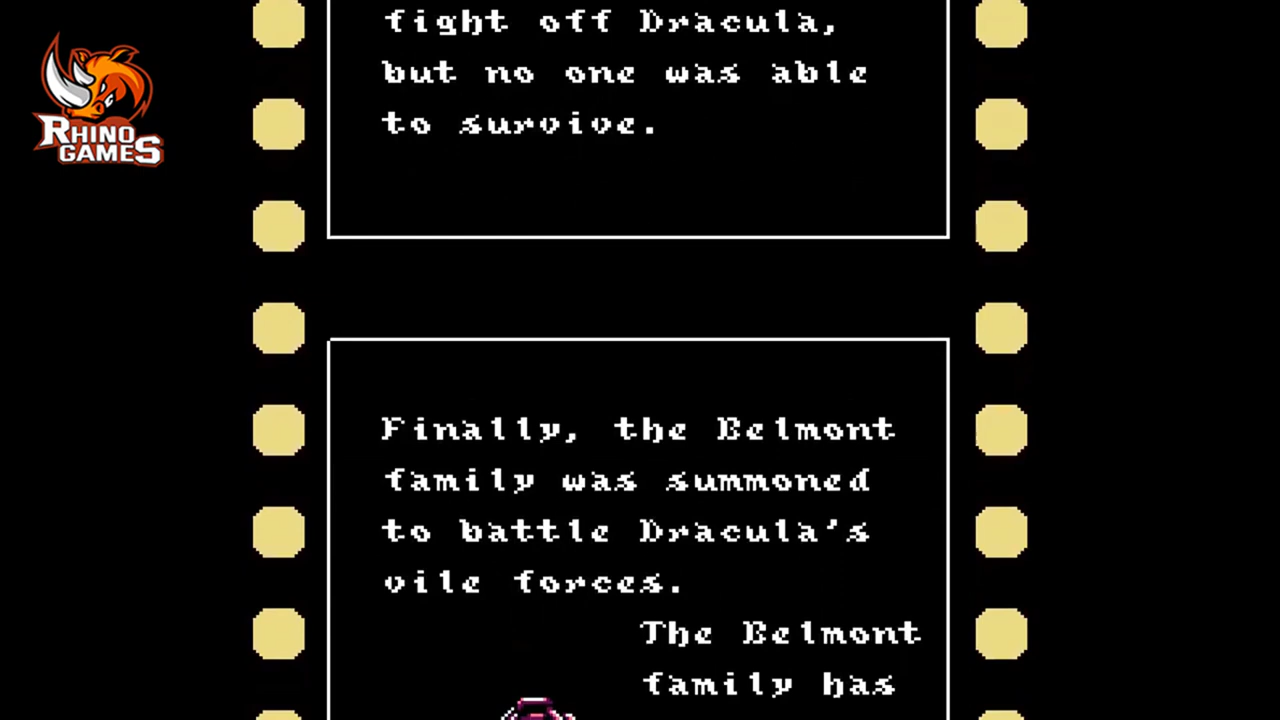 fight off Dracula,
but no one was able
to survive.
RHINO
GAMES
Finally, the Belmont
family was summoned
to battle Dracula's
vile forces.
The Belmont
family has